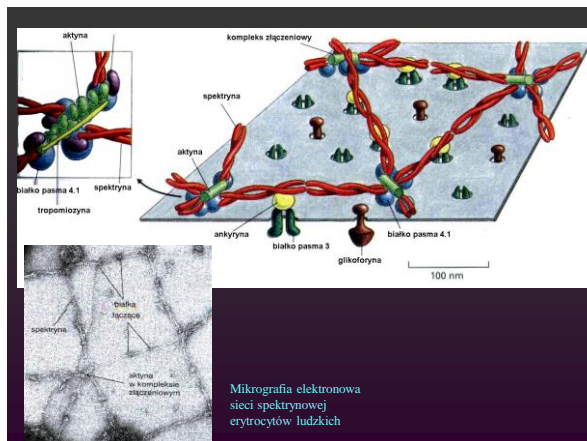 aktyna
białko pasma 4.1
spektryna
tropomiozyna
kompleks złączeniowy
spektryna
aktyna
ankyryna
białko pasma 3
glikoforyna
białko pasma 4.1
100 nm
spektryna
białka
łączące
aktyna
w kompleksie
złączeniowym
Mikrografia elektronowa
sieci spektrynowej
erytrocytów ludzkich